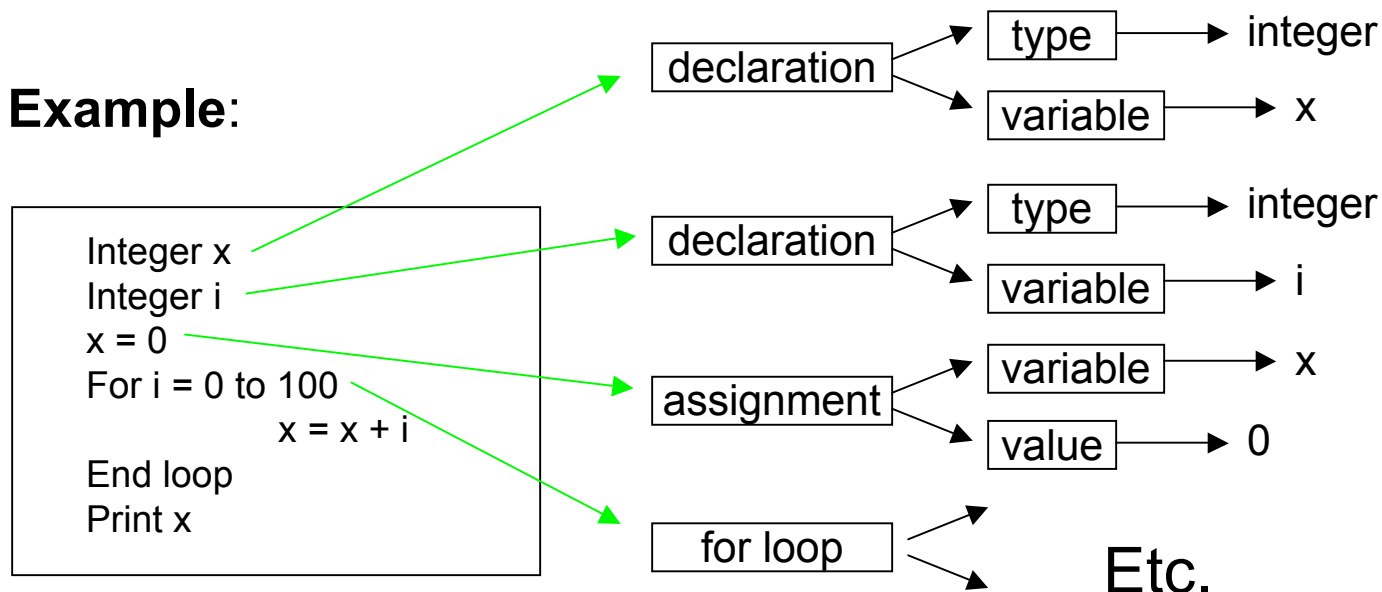 Example:
Integer x
Integer i
x = 0
For i = 0 to 100
x = x + i
End loop
Print x
declaration
type
integer
variable
x
declaration
type
integer
variable
i
assignment
variable
x
value
0
for loop
Etc.